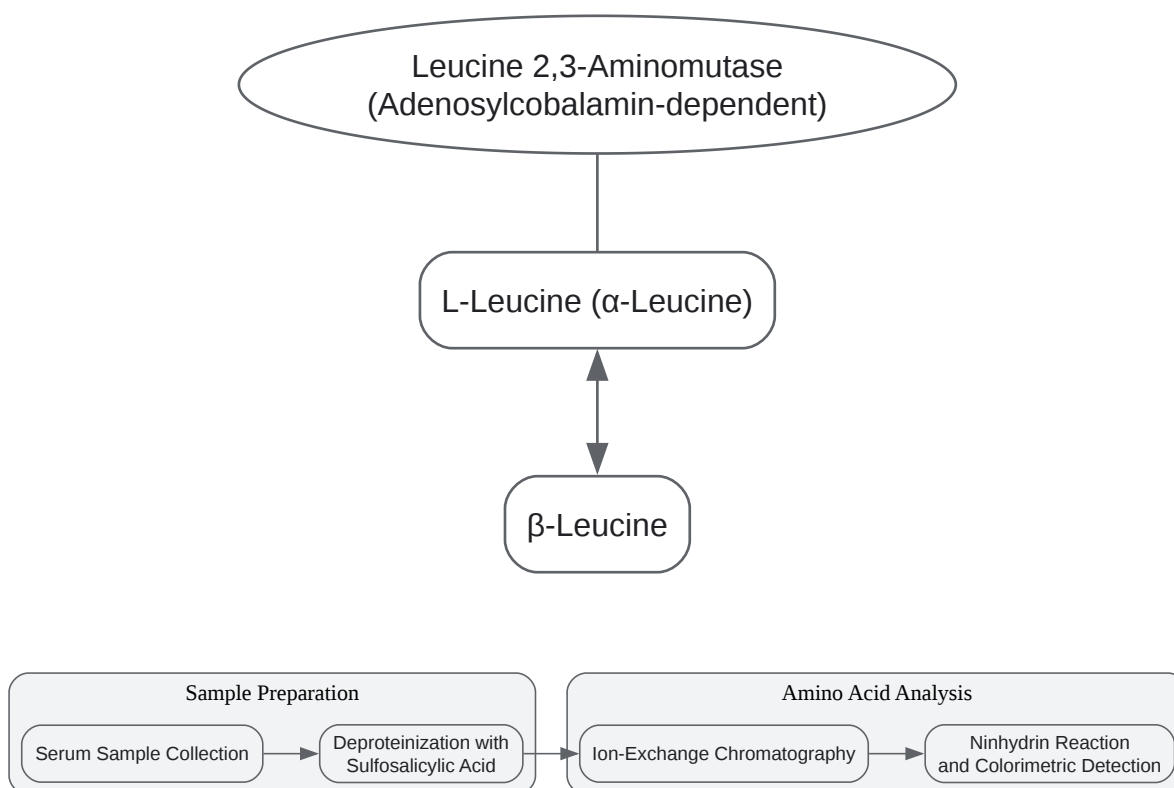 Leucine 2,3-Aminomutase
(Adenosylcobalamin-dependent)
L-Leucine (α-Leucine)
β-Leucine
Sample Preparation
Serum Sample Collection
Deproteinization with
Sulfosalicylic Acid
Amino Acid Analysis
Ion-Exchange Chromatography
Ninhydrin Reaction
and Colorimetric Detection